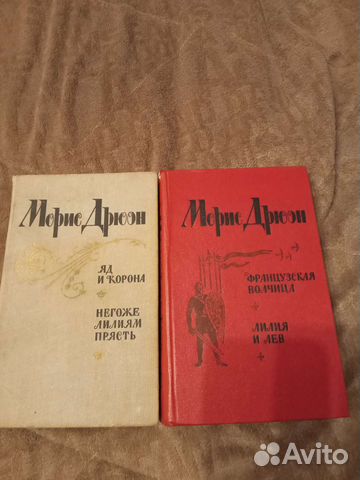 Морис Дрюон
ЯД
И КОРОНА
НЕГОЖЕ
ЛИЛИЯМ
ПРЯСТЬ
Морис Дрюон
ФРАНЦУЗСКАЯ
ВОЛЧИЦА
ЛИЛИЯ
И ЛЕВ
Avito